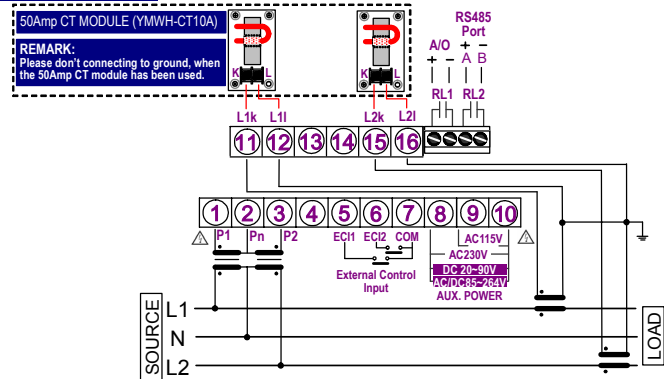 50Amp CT MODULE (YMWH-CT10A)
REMARK:
Please don't connecting to ground, when
the 50Amp CT module has been used.
K L
K L
RS485
Port
A/O
+ -
+ -
A B
RL1 RL2
L1k L1l L2k L2l
11 12 13 14 15 16
1 2 3 4 5 6 7 8 9 10
P1 Pn P2 ECI1 ECI2 COM
AC115V
AC230V
DC 20~90V
AC/DC85~264V
AUX. POWER
External Control
Input
SOURCE
L1
N
L2
LOAD